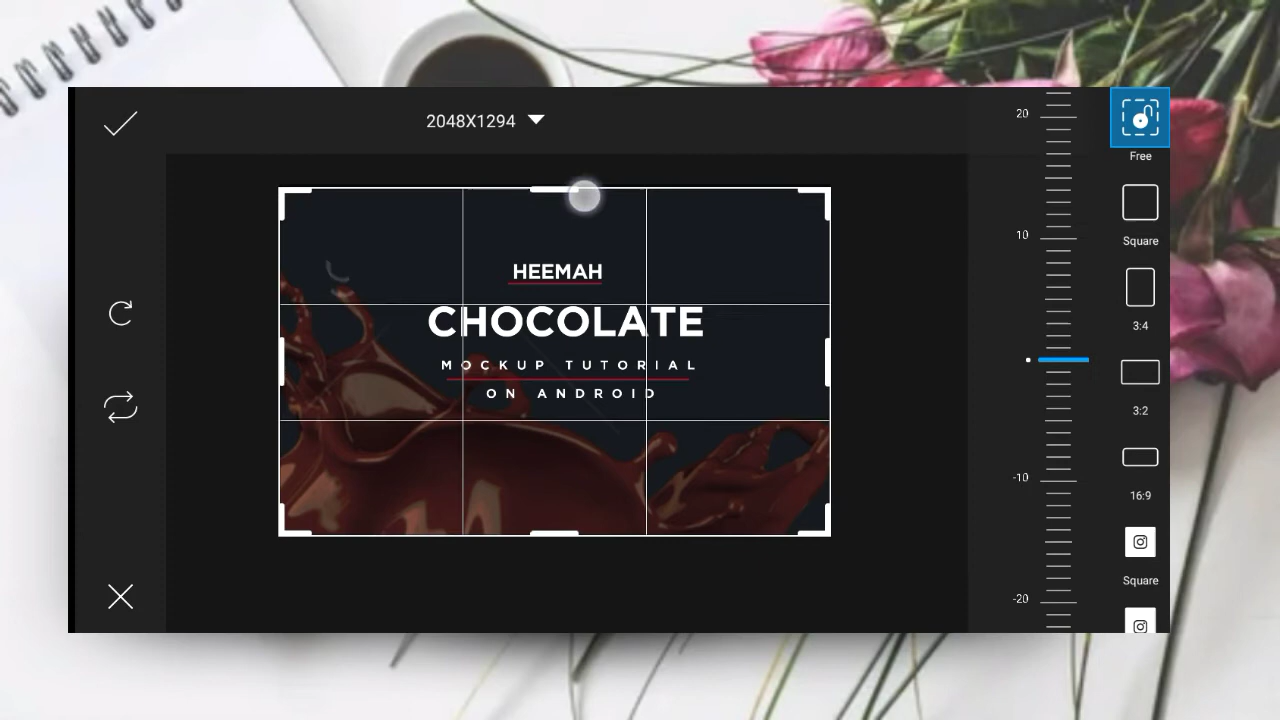 2048X1294
HEEMAH
CHOCOLATE
MOCKUP TUTORIAL
ON ANDROID
20
10
-10
-20
Free
Square
3:4
3:2
16:9
Square